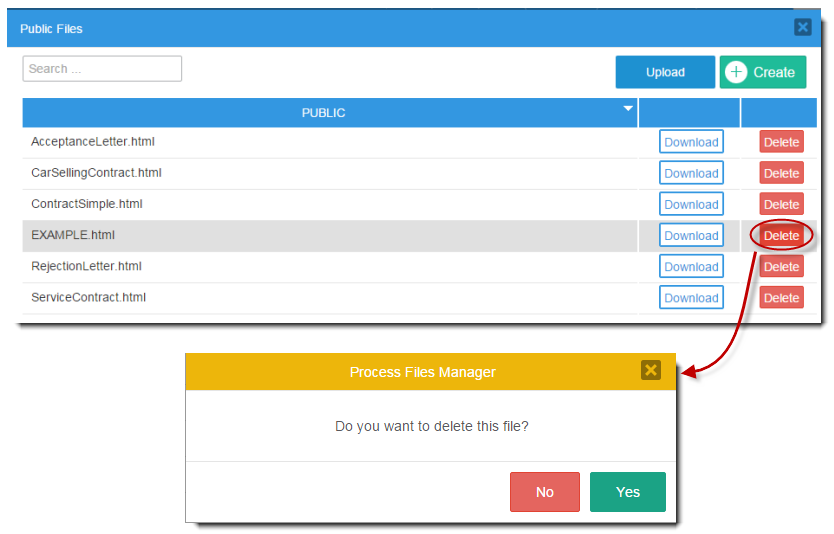 Public Files
Search ...
Upload
Create
PUBLIC
AcceptanceLetter.html Download Delete
CarSellingContract.html Download Delete
ContractSimple.html Download Delete
EXAMPLE.html Download Delete
RejectionLetter.html Download Delete
ServiceContract.html Download Delete
Process Files Manager
Do you want to delete this file?
No
Yes